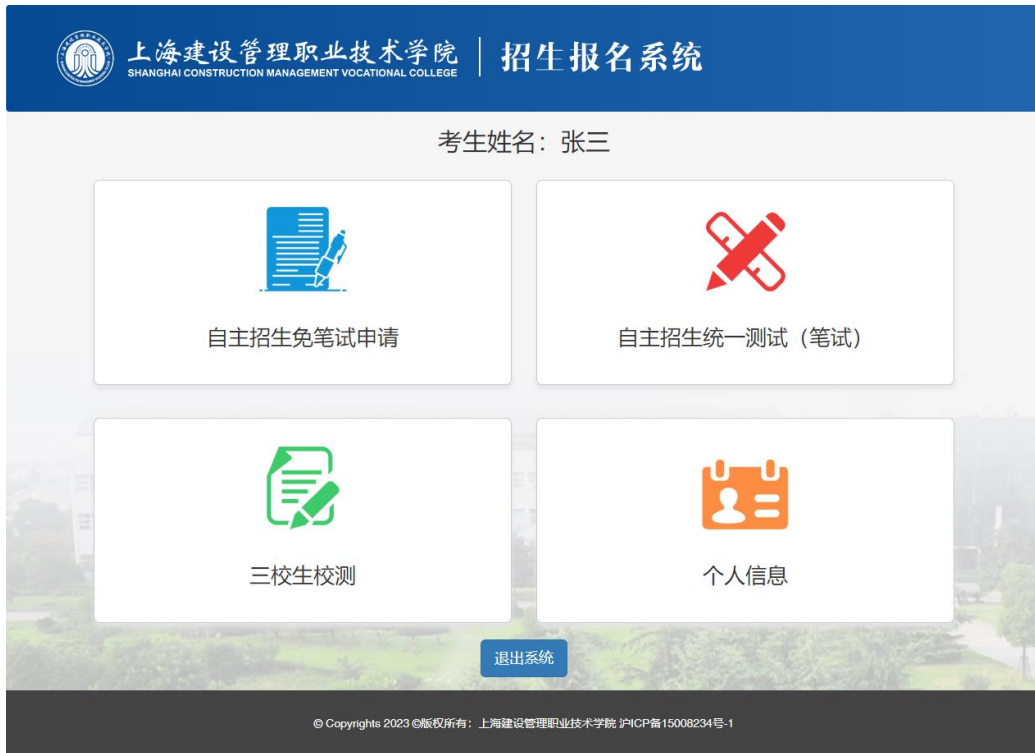 上海建设管理职业技术学院
SHANGHAI CONSTRUCTION MANAGEMENT VOCATIONAL COLLEGE
招生报名系统
考生姓名：张三
自主招生免笔试申请
自主招生统一测试（笔试）
三校生校测
个人信息
退出系统
© Copyrights 2023 ©版权所有：上海建设管理职业技术学院 沪ICP备15008234号-1